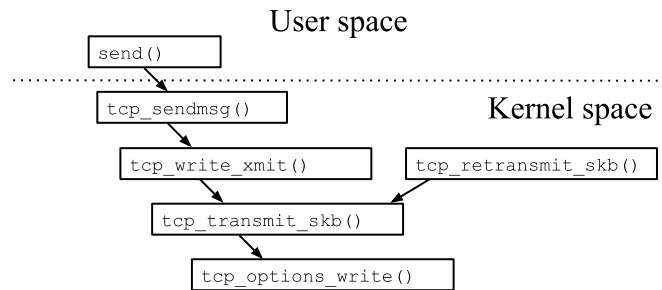 User space
send()
Kernel space
tcp_sendmsg()
tcp_write_xmit()
tcp_retransmit_skb()
tcp_transmit_skb()
tcp_options_write()